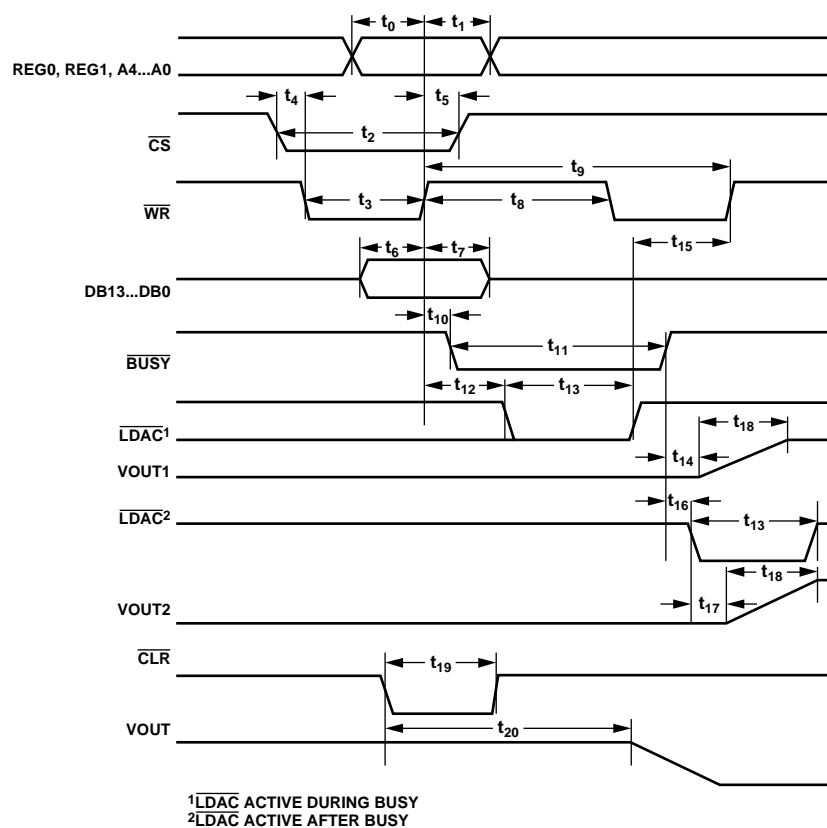 t0 t1
REG0, REG1, A4...A0
t4 t5
t2
CS
t9
WR
t3 t8
t15
t6 t7
DB13...DB0
t10
t11
BUSY
t12 t13
t18
LDAC1
t14
VOUT1
t16
LDAC2
t13
t18
t17
VOUT2
CLR
t19
VOUT
t20
1LDAC ACTIVE DURING BUSY
2LDAC ACTIVE AFTER BUSY